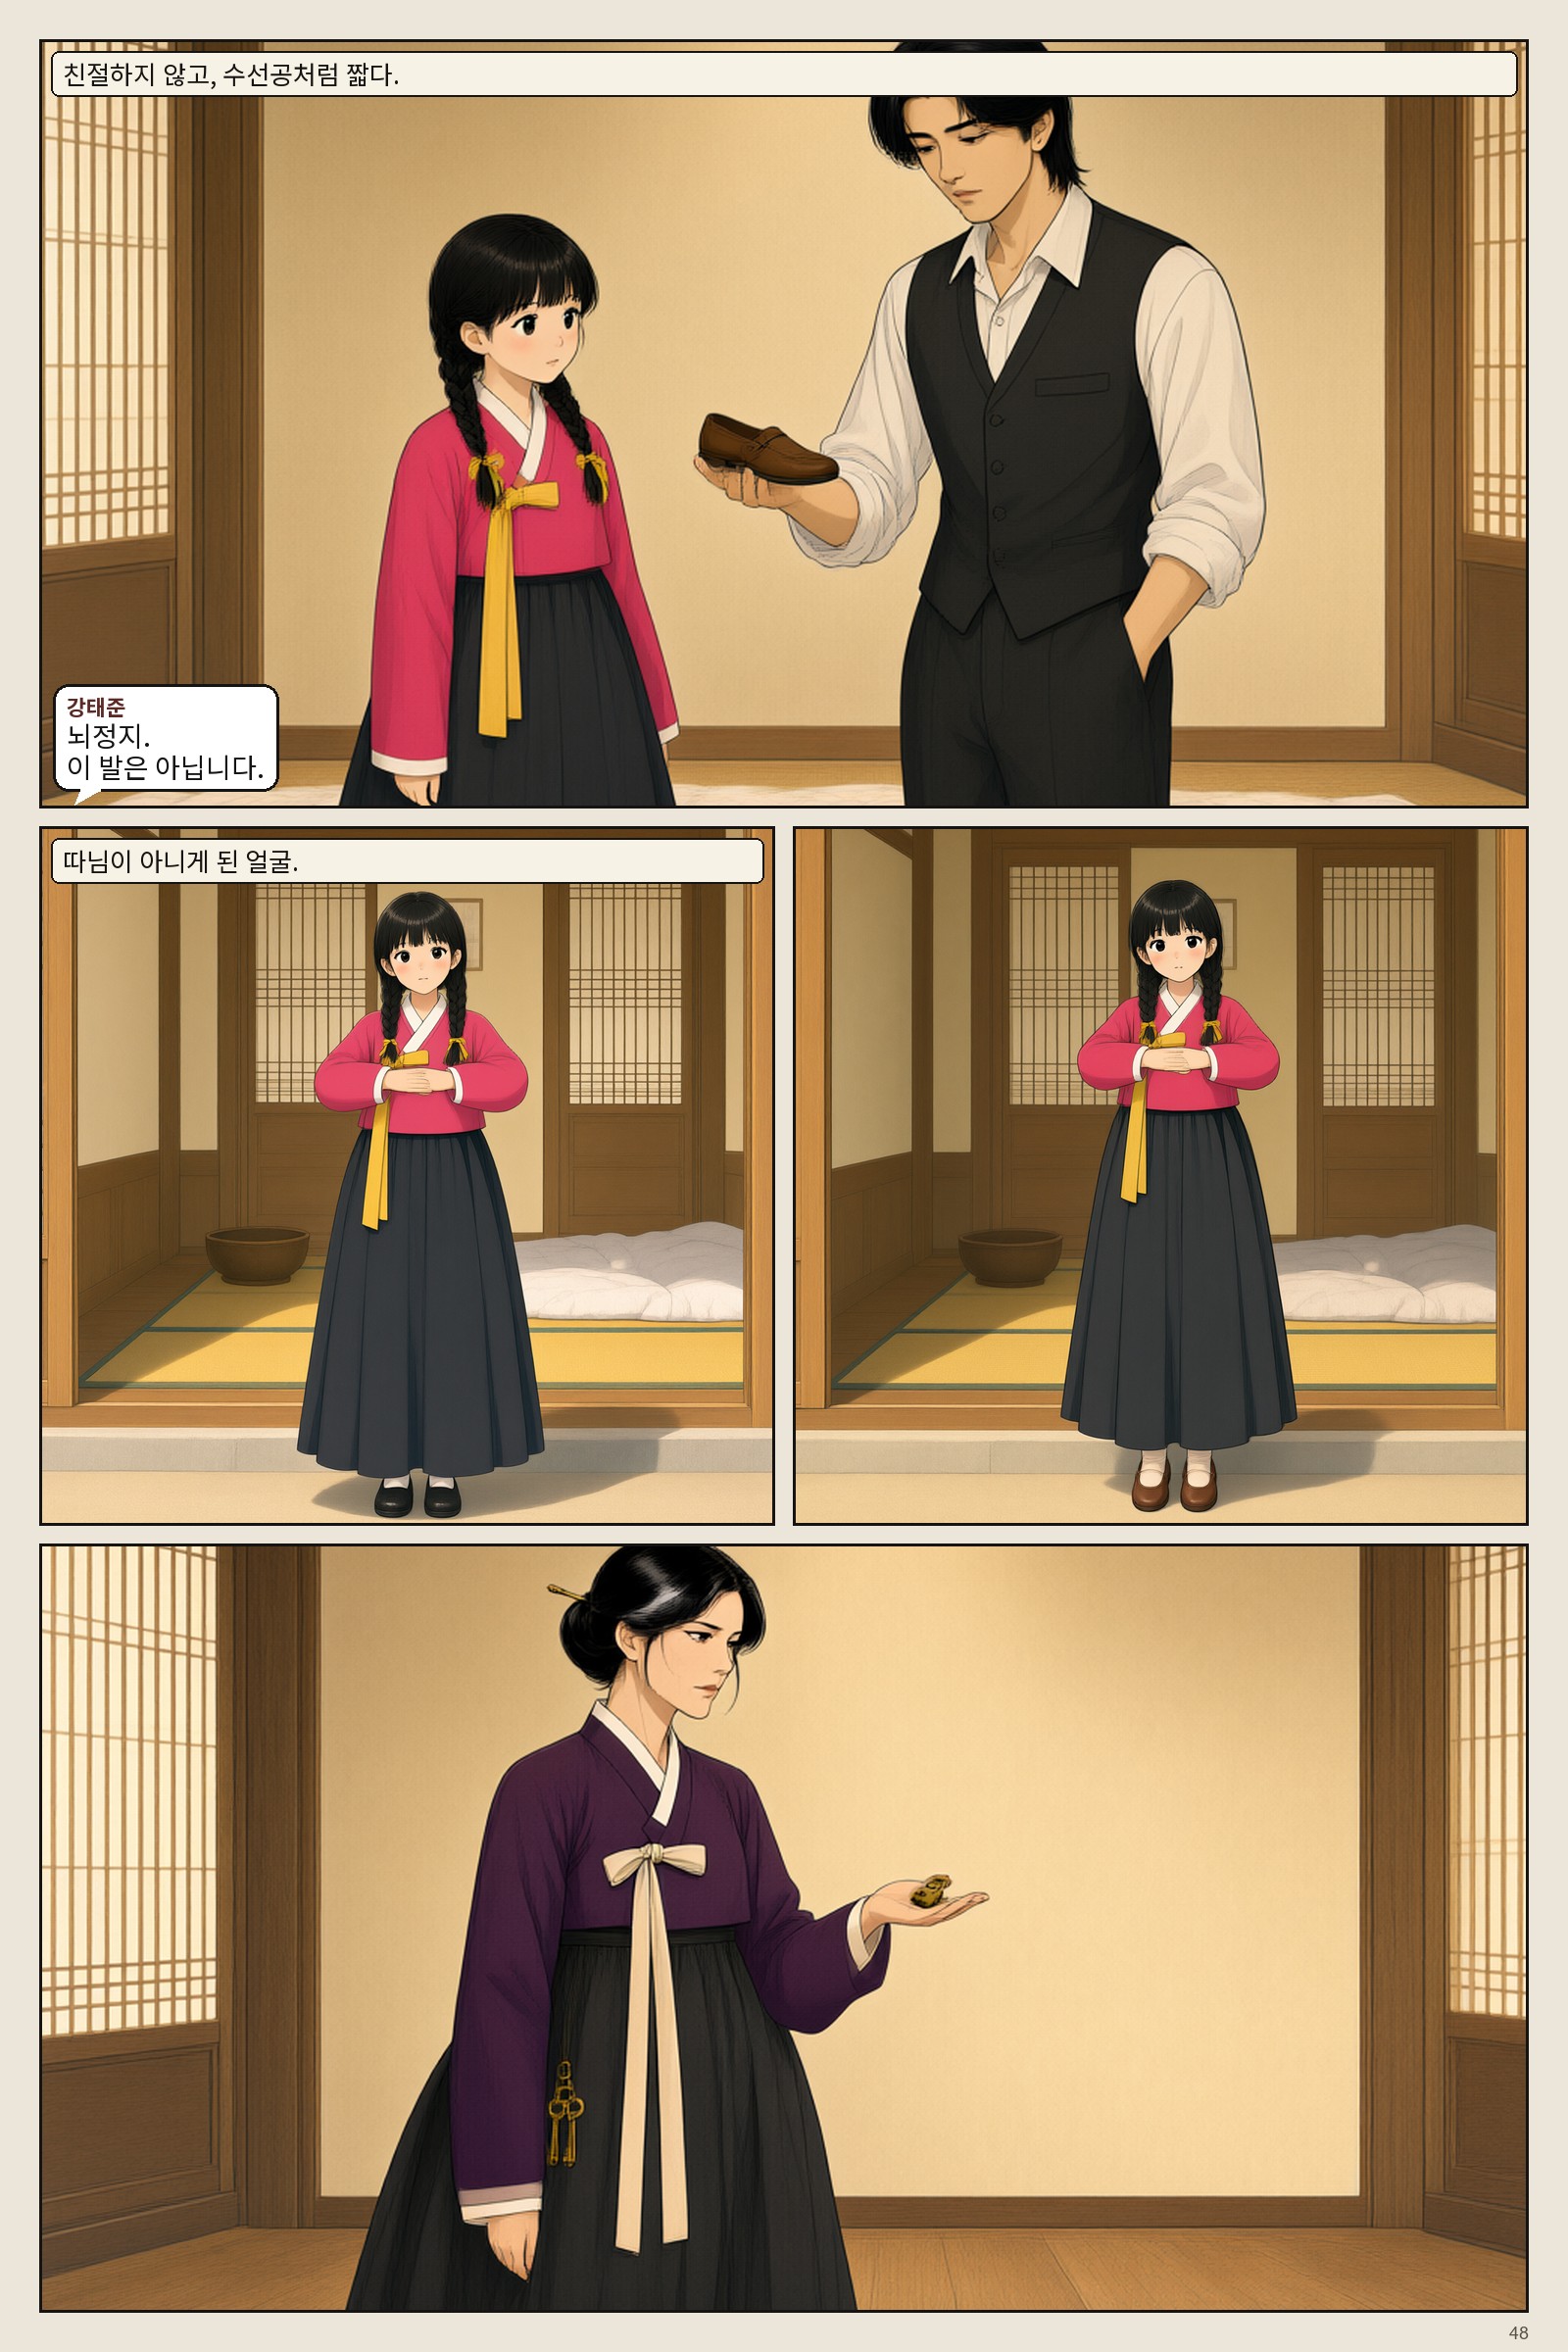 친절하지 않고, 수선공처럼 짧다.
강태준
뇌정지.
이 발은 아닙니다.
따님이 아니게 된 얼굴.
48